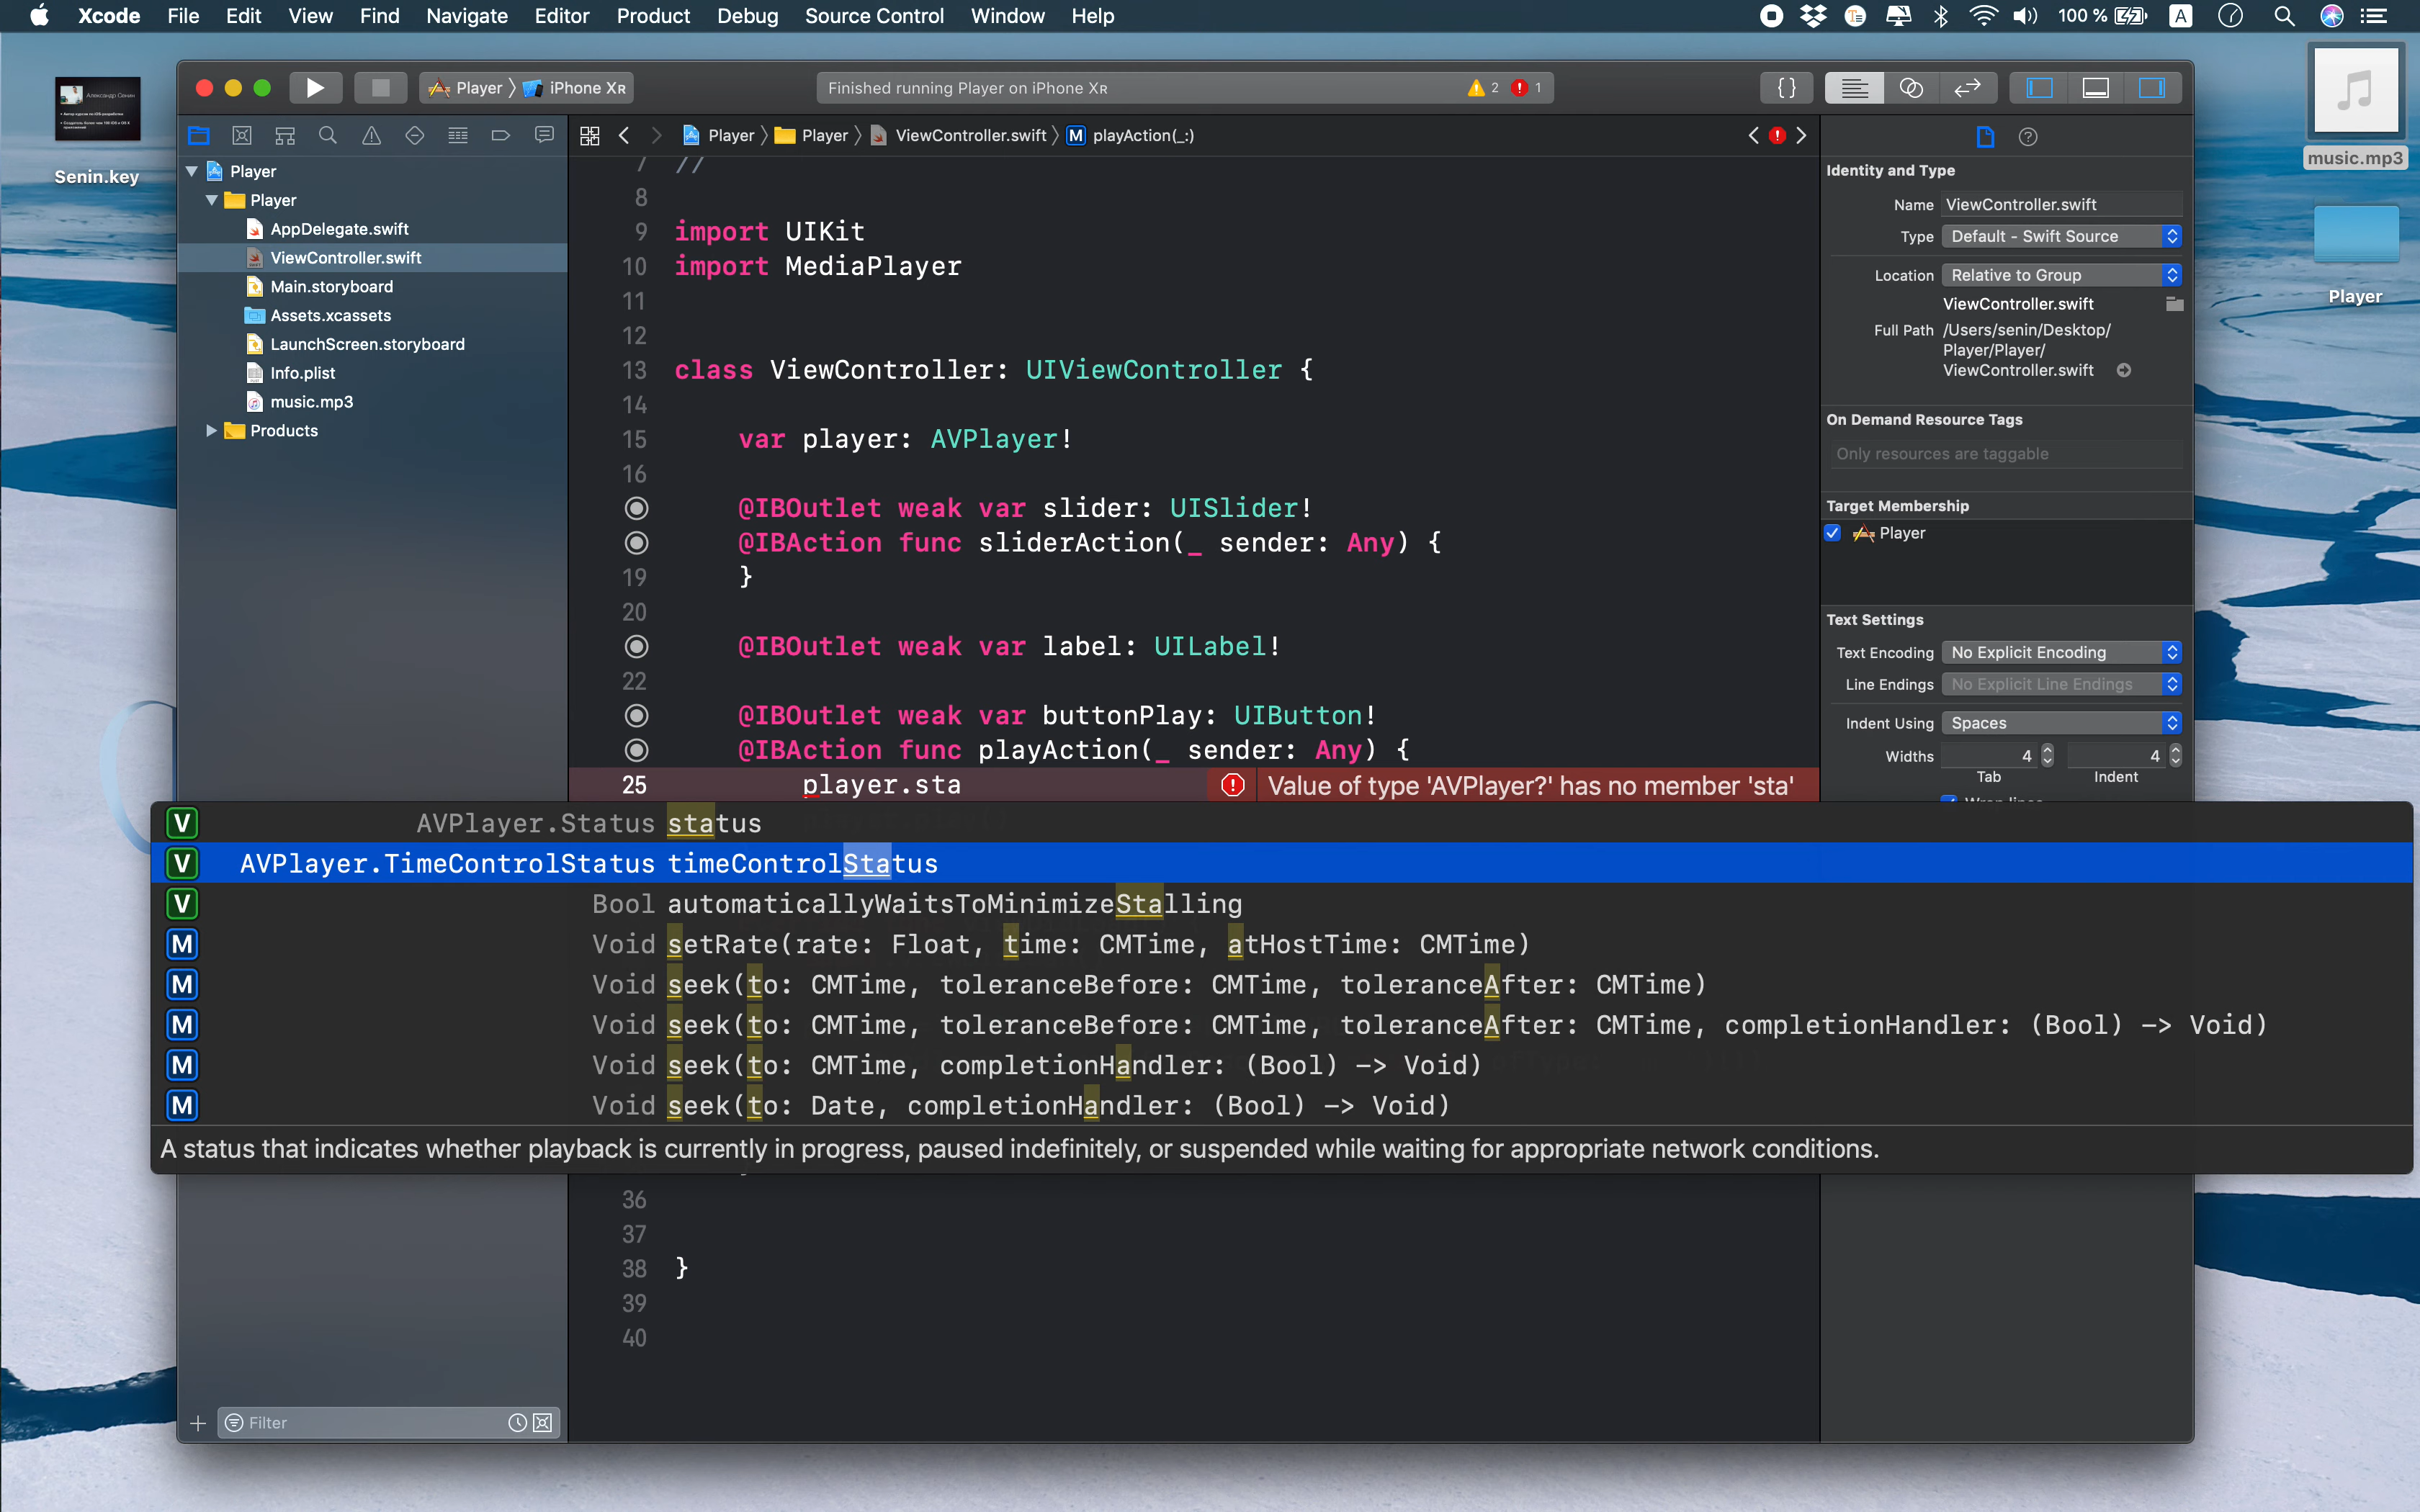 Xcode File Edit View Find Navigate Editor Product Debug Source Control Window Help
100 % A
Senin.key
Александр Сенин
music.mp3
Player
Player iPhone XR
Finished running Player on iPhone XR
2 1
{}
Player Player ViewController.swift M playAction(_:)
Player
Player
AppDelegate.swift
ViewController.swift
Main.storyboard
Assets.xcassets
LaunchScreen.storyboard
Info.plist
music.mp3
Products
Filter
7 //
8
9 import UIKit
10 import MediaPlayer
11
12
13 class ViewController: UIViewController {
14
15 var player: AVPlayer!
16
@IBOutlet weak var slider: UISlider!
@IBAction func sliderAction(_ sender: Any) {
19 }
20
@IBOutlet weak var label: UILabel!
22
@IBOutlet weak var buttonPlay: UIButton!
@IBAction func playAction(_ sender: Any) {
25 player.sta Value of type 'AVPlayer?' has no member 'sta'
V AVPlayer.Status status
V AVPlayer.TimeControlStatus timeControlStatus
V Bool automaticallyWaitsToMinimizeStalling
M Void setRate(rate: Float, time: CMTime, atHostTime: CMTime)
M Void seek(to: CMTime, toleranceBefore: CMTime, toleranceAfter: CMTime)
M Void seek(to: CMTime, toleranceBefore: CMTime, toleranceAfter: CMTime, completionHandler: (Bool) -> Void)
M Void seek(to: CMTime, completionHandler: (Bool) -> Void)
M Void seek(to: Date, completionHandler: (Bool) -> Void)
A status that indicates whether playback is currently in progress, paused indefinitely, or suspended while waiting for appropriate network conditions.
36
37
38 }
39
40
Identity and Type
Name ViewController.swift
Type Default - Swift Source
Location Relative to Group
ViewController.swift
Full Path /Users/senin/Desktop/
Player/Player/
ViewController.swift
On Demand Resource Tags
Only resources are taggable
Target Membership
Player
Text Settings
Text Encoding No Explicit Encoding
Line Endings No Explicit Line Endings
Indent Using Spaces
Widths 4 4
Tab Indent
Wrap lines